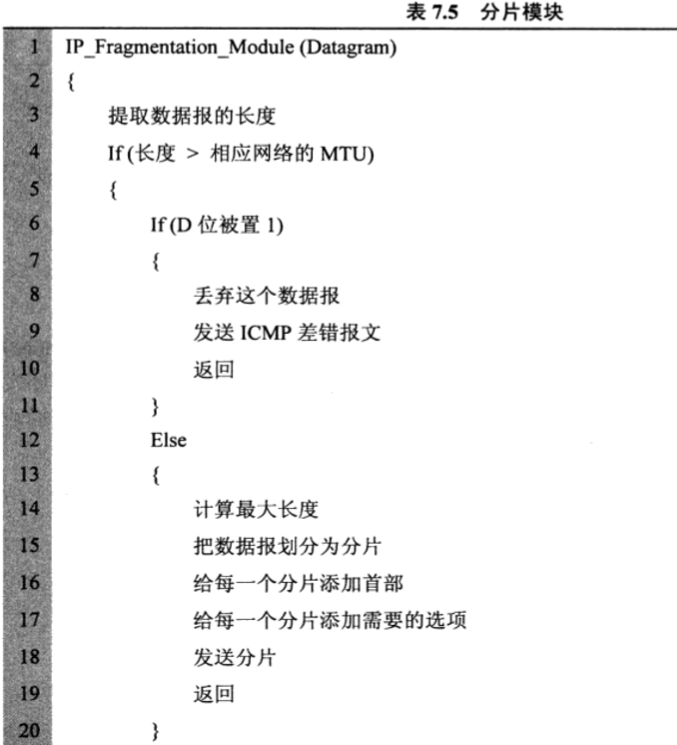 表 7.5 分片模块
1 IP_Fragmentation_Module (Datagram)
2 {
3 提取数据报的长度
4 If (长度 > 相应网络的 MTU)
5 {
6 If (D 位被置 1)
7 {
8 丢弃这个数据报
9 发送 ICMP 差错报文
10 返回
11 }
12 Else
13 {
14 计算最大长度
15 把数据报划分为分片
16 给每一个分片添加首部
17 给每一个分片添加需要的选项
18 发送分片
19 返回
20 }